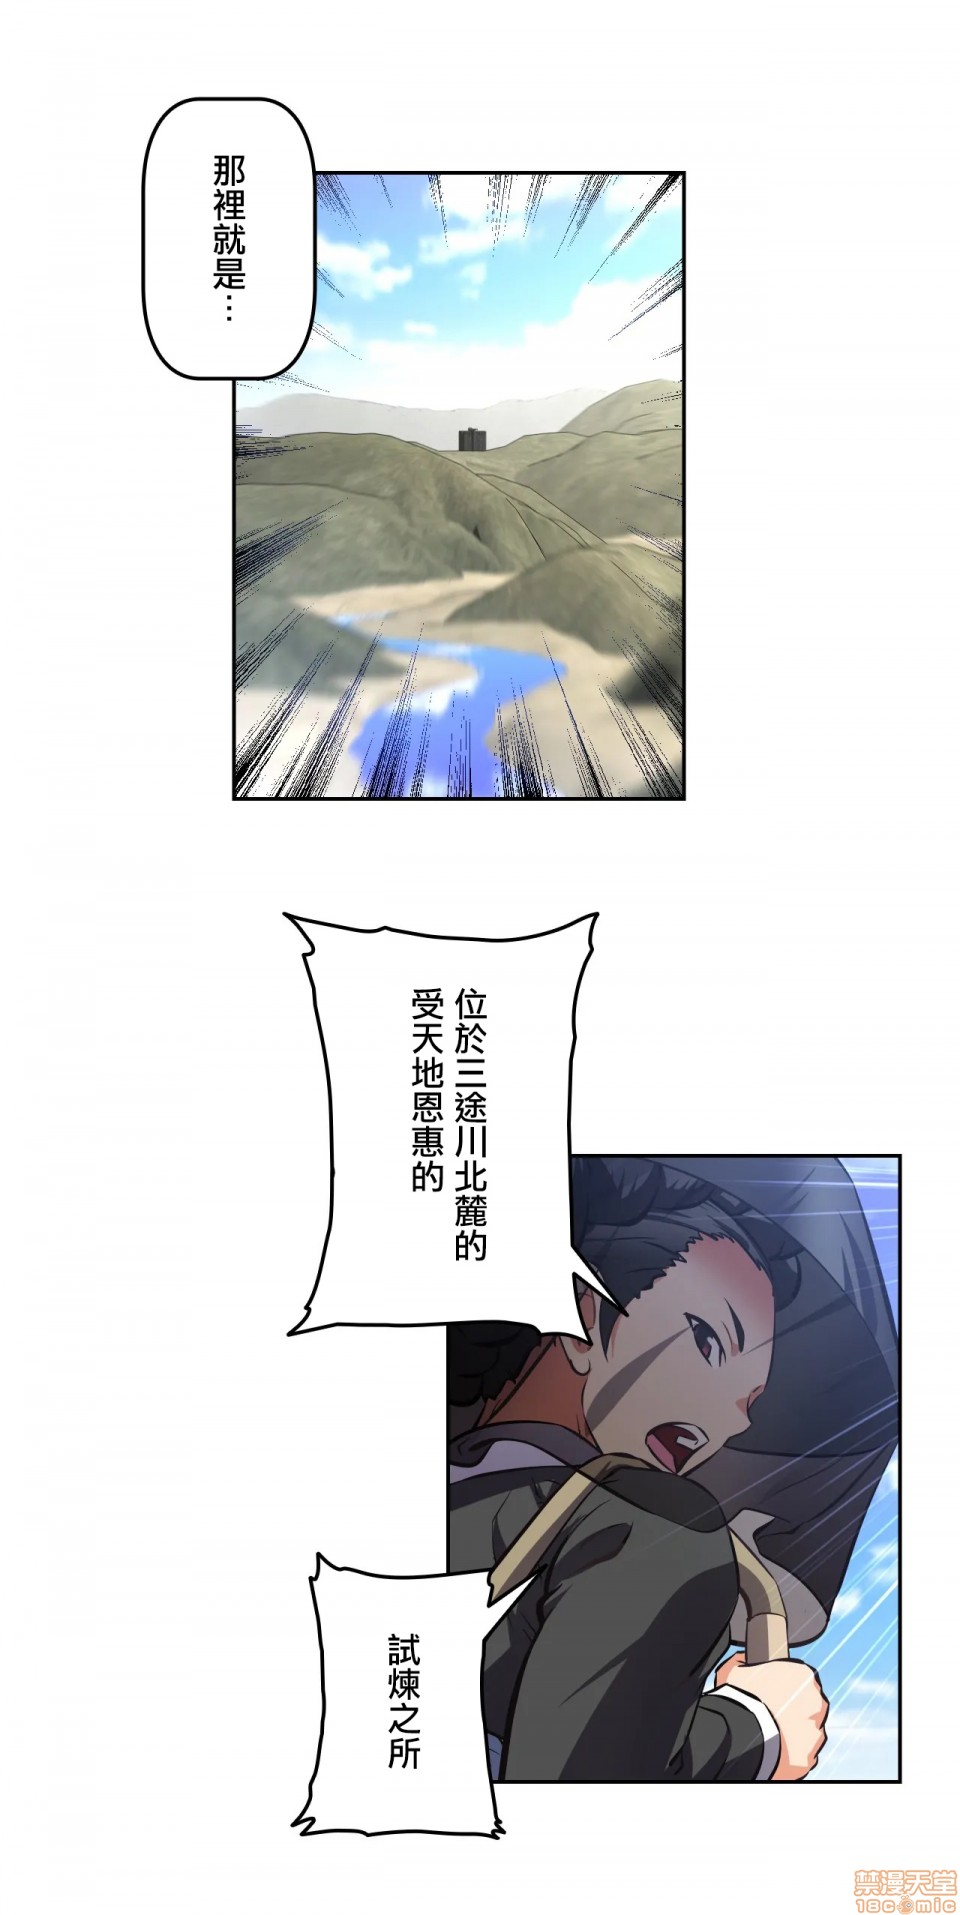 那裡就是…
位於三途川北麓的
受天地恩惠的
試煉之所
禁漫天堂
18comic